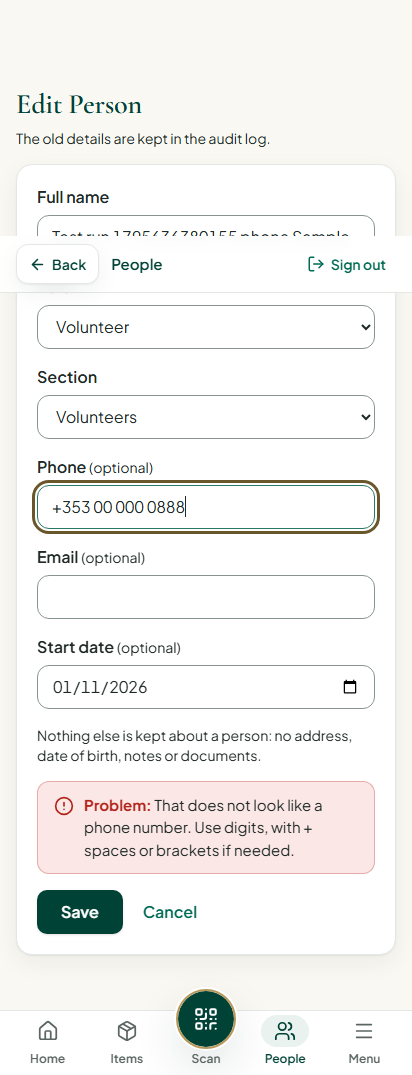 Edit Person
The old details are kept in the audit log.
Full name
Back
People
Sign out
Volunteer
Section
Volunteers
Phone (optional)
+353 00 000 0888
Email (optional)
Start date (optional)
01/11/2026
Nothing else is kept about a person: no address,
date of birth, notes or documents.
Problem: That does not look like a
phone number. Use digits, with +
spaces or brackets if needed.
Save
Cancel
Home
Items
Scan
People
Menu